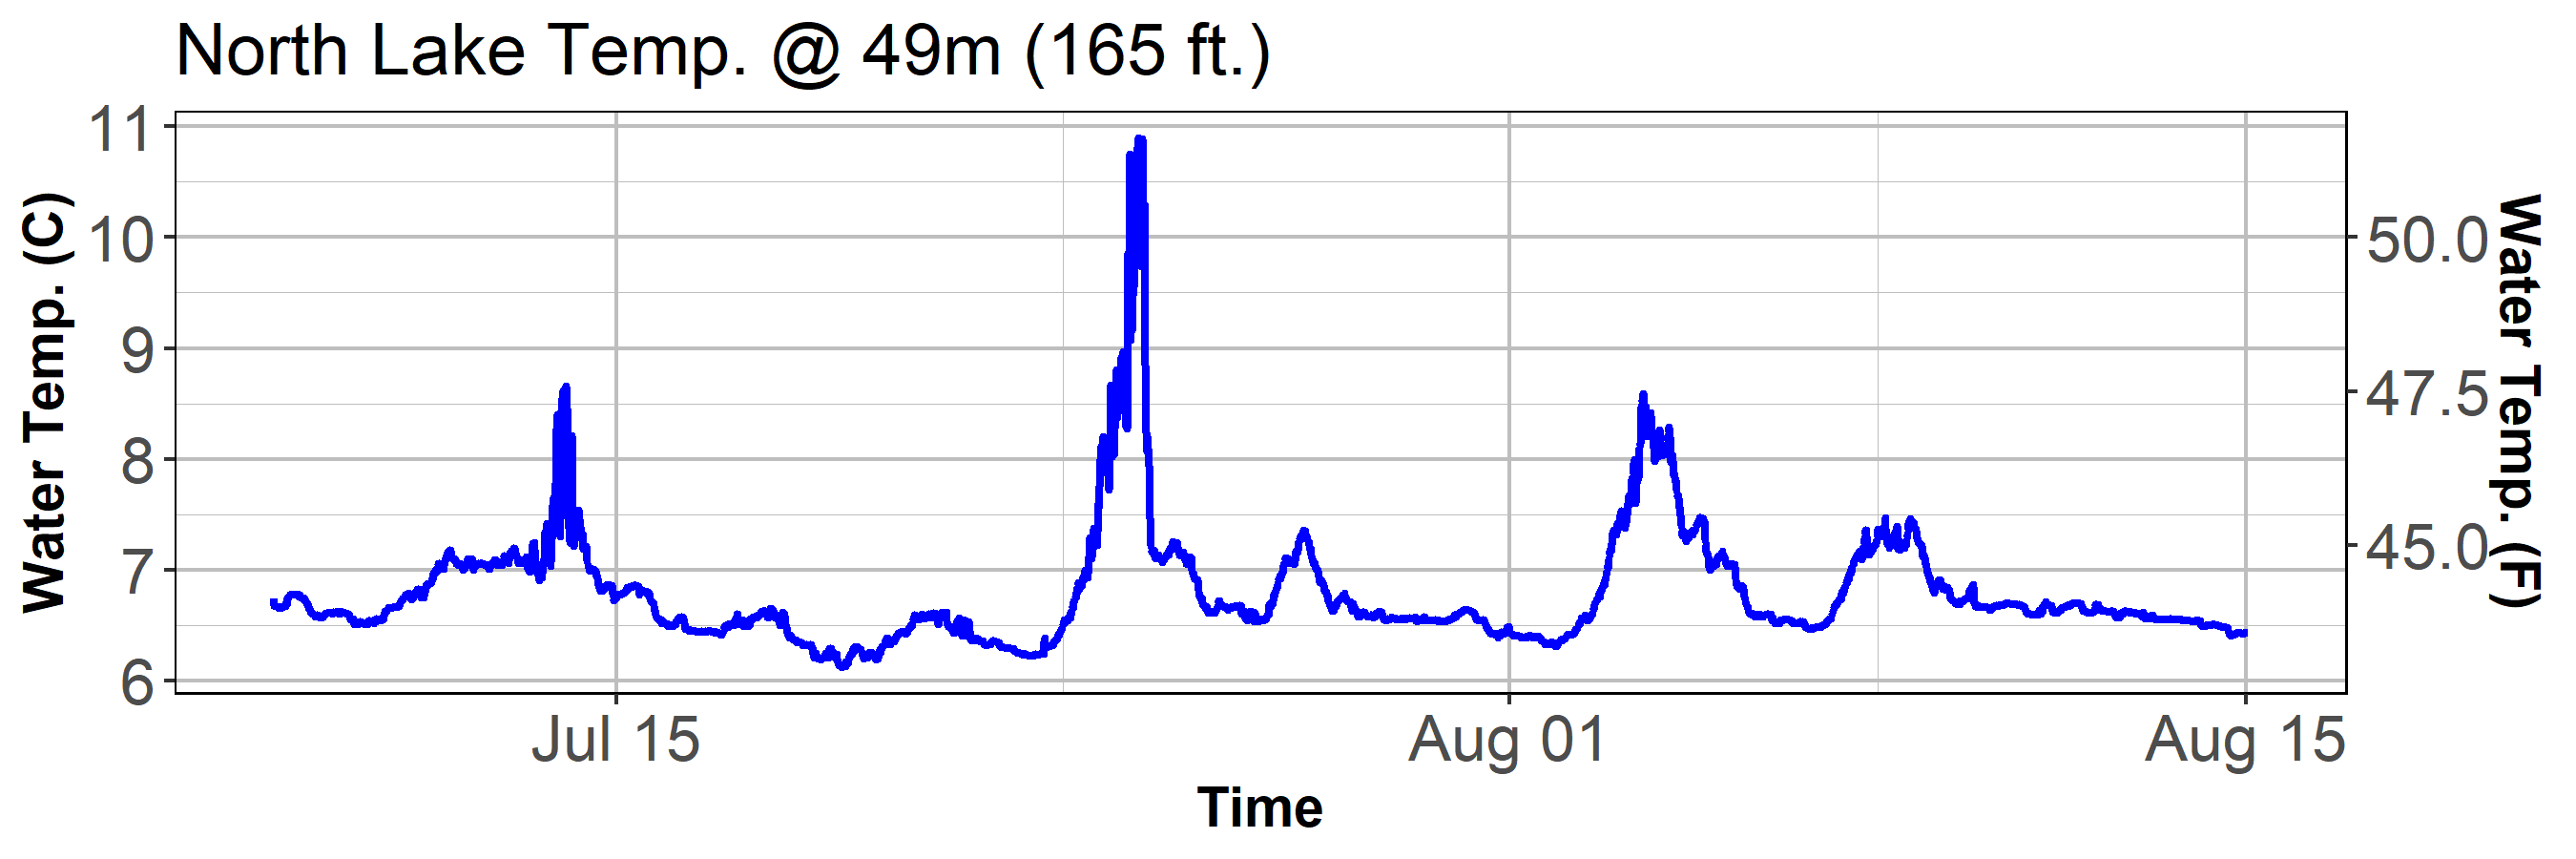 North Lake Temp. @ 49m (165 ft.)
11
10
9
8
7
6
Water Temp. (C)
50.0
47.5
45.0
Water Temp. (F)
Jul 15
Aug 01
Aug 15
Time